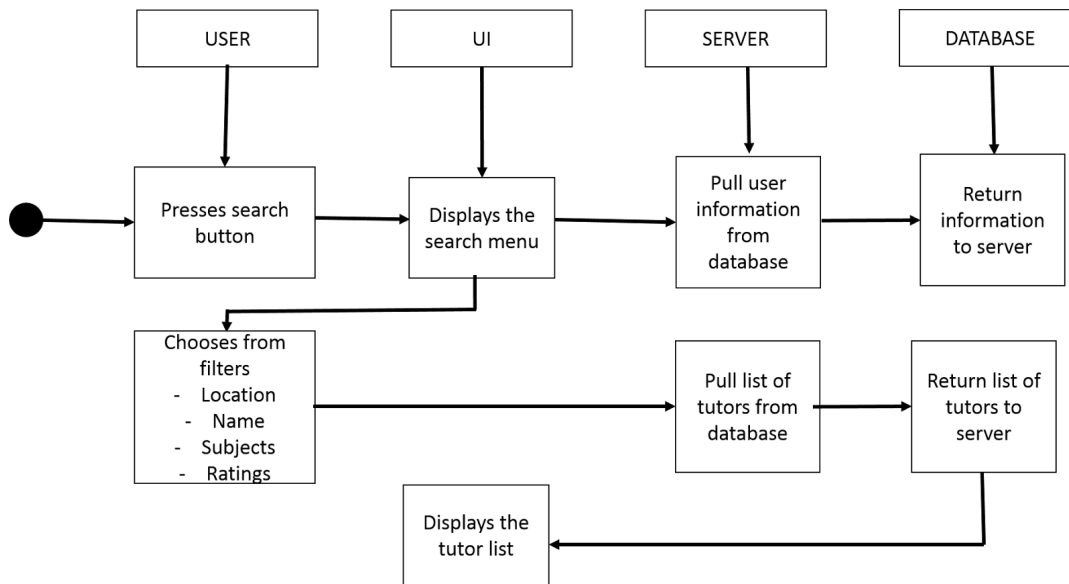 USER
UI
SERVER
DATABASE
Presses search
button
Displays the
search menu
Pull user
information
from
database
Return
information
to server
Chooses from
filters
- Location
- Name
- Subjects
- Ratings
Pull list of
tutors from
database
Return list of
tutors to
server
Displays the
tutor list